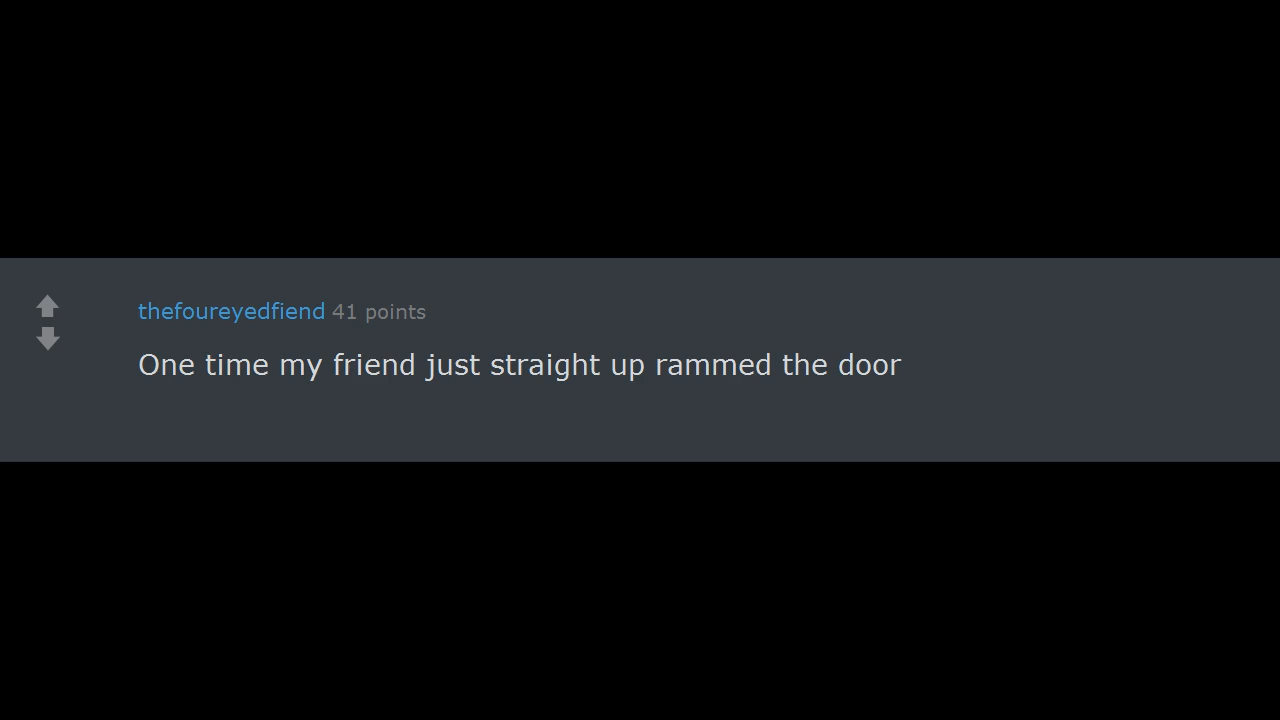 thefoureyedfiend 41 points
One time my friend just straight up rammed the door